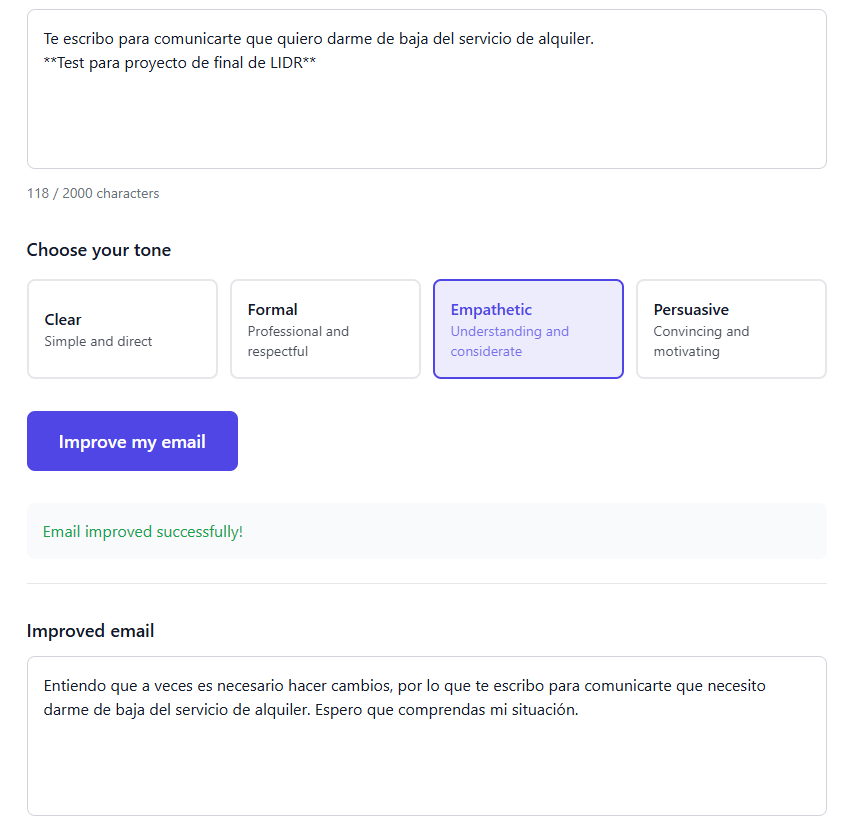 Te escribo para comunicarte que quiero darme de baja del servicio de alquiler.
**Test para proyecto de final de LIDR**
118 / 2000 characters
Choose your tone
Clear
Simple and direct
Formal
Professional and
respectful
Empathetic
Understanding and
considerate
Persuasive
Convincing and
motivating
Improve my email
Email improved successfully!
Improved email
Entiendo que a veces es necesario hacer cambios, por lo que te escribo para comunicarte que necesito
darme de baja del servicio de alquiler. Espero que comprendas mi situación.